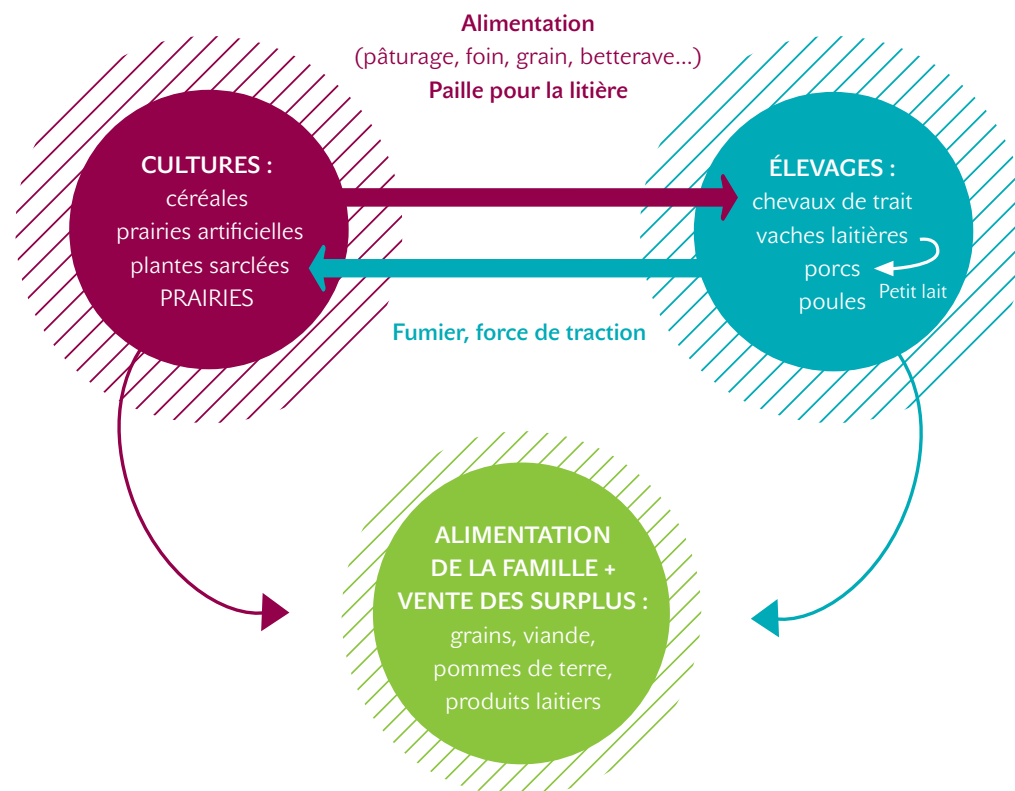 Alimentation
(pâturage, foin, grain, betterave...)
Paille pour la litière
CULTURES :
céréales
prairies artificielles
plantes sarclées
PRAIRIES
ÉLEVAGES :
chevaux de trait
vaches laitières
porcs
poules
Petit lait
Fumier, force de traction
ALIMENTATION
DE LA FAMILLE +
VENTE DES SURPLUS :
grains, viande,
pommes de terre,
produits laitiers